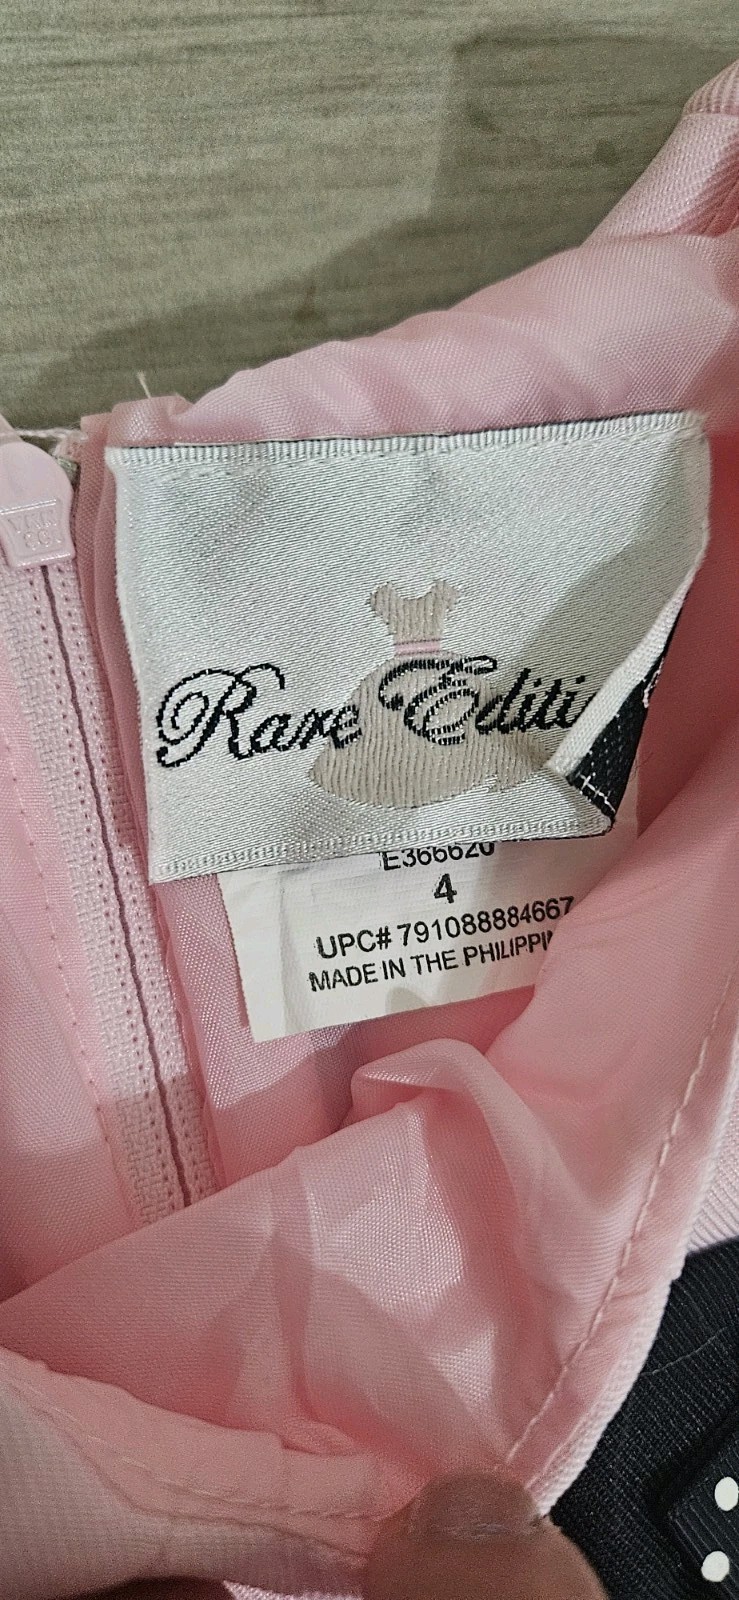 Rare Editi
E366620
4
UPC# 791088884667
MADE IN THE PHILIPPIN